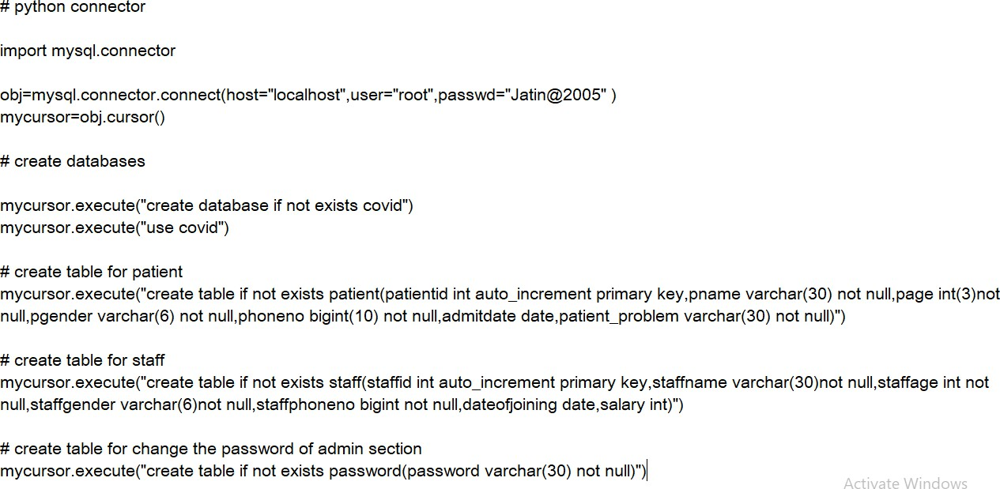 # python connector
import mysql.connector
obj=mysql.connector.connect(host="localhost",user="root",passwd="Jatin@2005" )
mycursor=obj.cursor()
# create databases
mycursor.execute("create database if not exists covid")
mycursor.execute("use covid")
# create table for patient
mycursor.execute("create table if not exists patient(patientid int auto_increment primary key,pname varchar(30) not null,page int(3)not
null,pgender varchar(6) not null,phoneno bigint(10) not null,admitdate date,patient_problem varchar(30) not null)")
# create table for staff
mycursor.execute("create table if not exists staff(staffid int auto_increment primary key,staffname varchar(30)not null,staffage int not
null,staffgender varchar(6)not null,staffphoneno bigint not null,dateofjoining date,salary int)")
# create table for change the password of admin section
mycursor.execute("create table if not exists password(password varchar(30) not null)")
Activate Windows